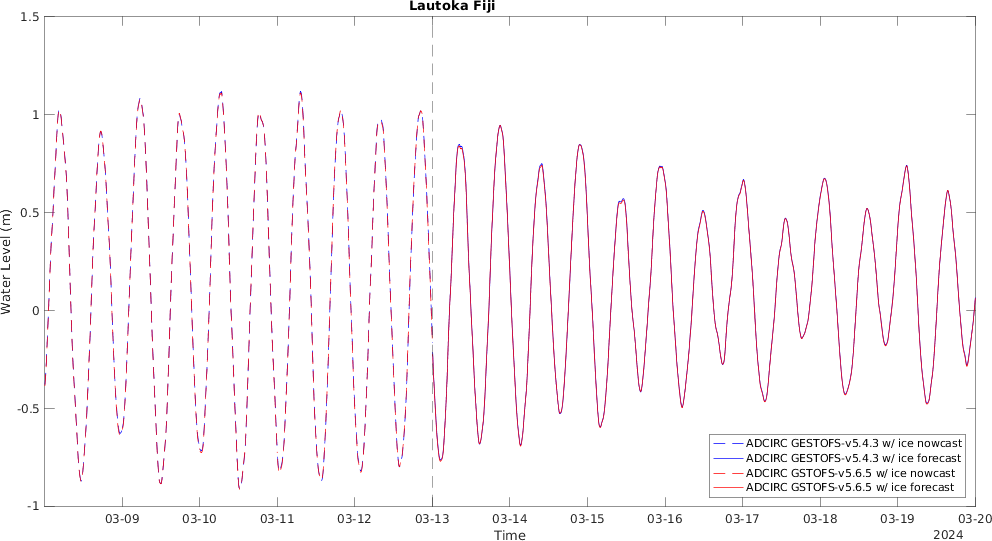 Lautoka Fiji
1.5
1
0.5
0
-0.5
-1
Water Level (m)
ADCIRC GESTOFS-v5.4.3 w/ ice nowcast
ADCIRC GESTOFS-v5.4.3 w/ ice forecast
ADCIRC GSTOFS-v5.6.5 w/ ice nowcast
ADCIRC GSTOFS-v5.6.5 w/ ice forecast
03-09 03-10 03-11 03-12 03-13 03-14 03-15 03-16 03-17 03-18 03-19 03-20
Time
2024